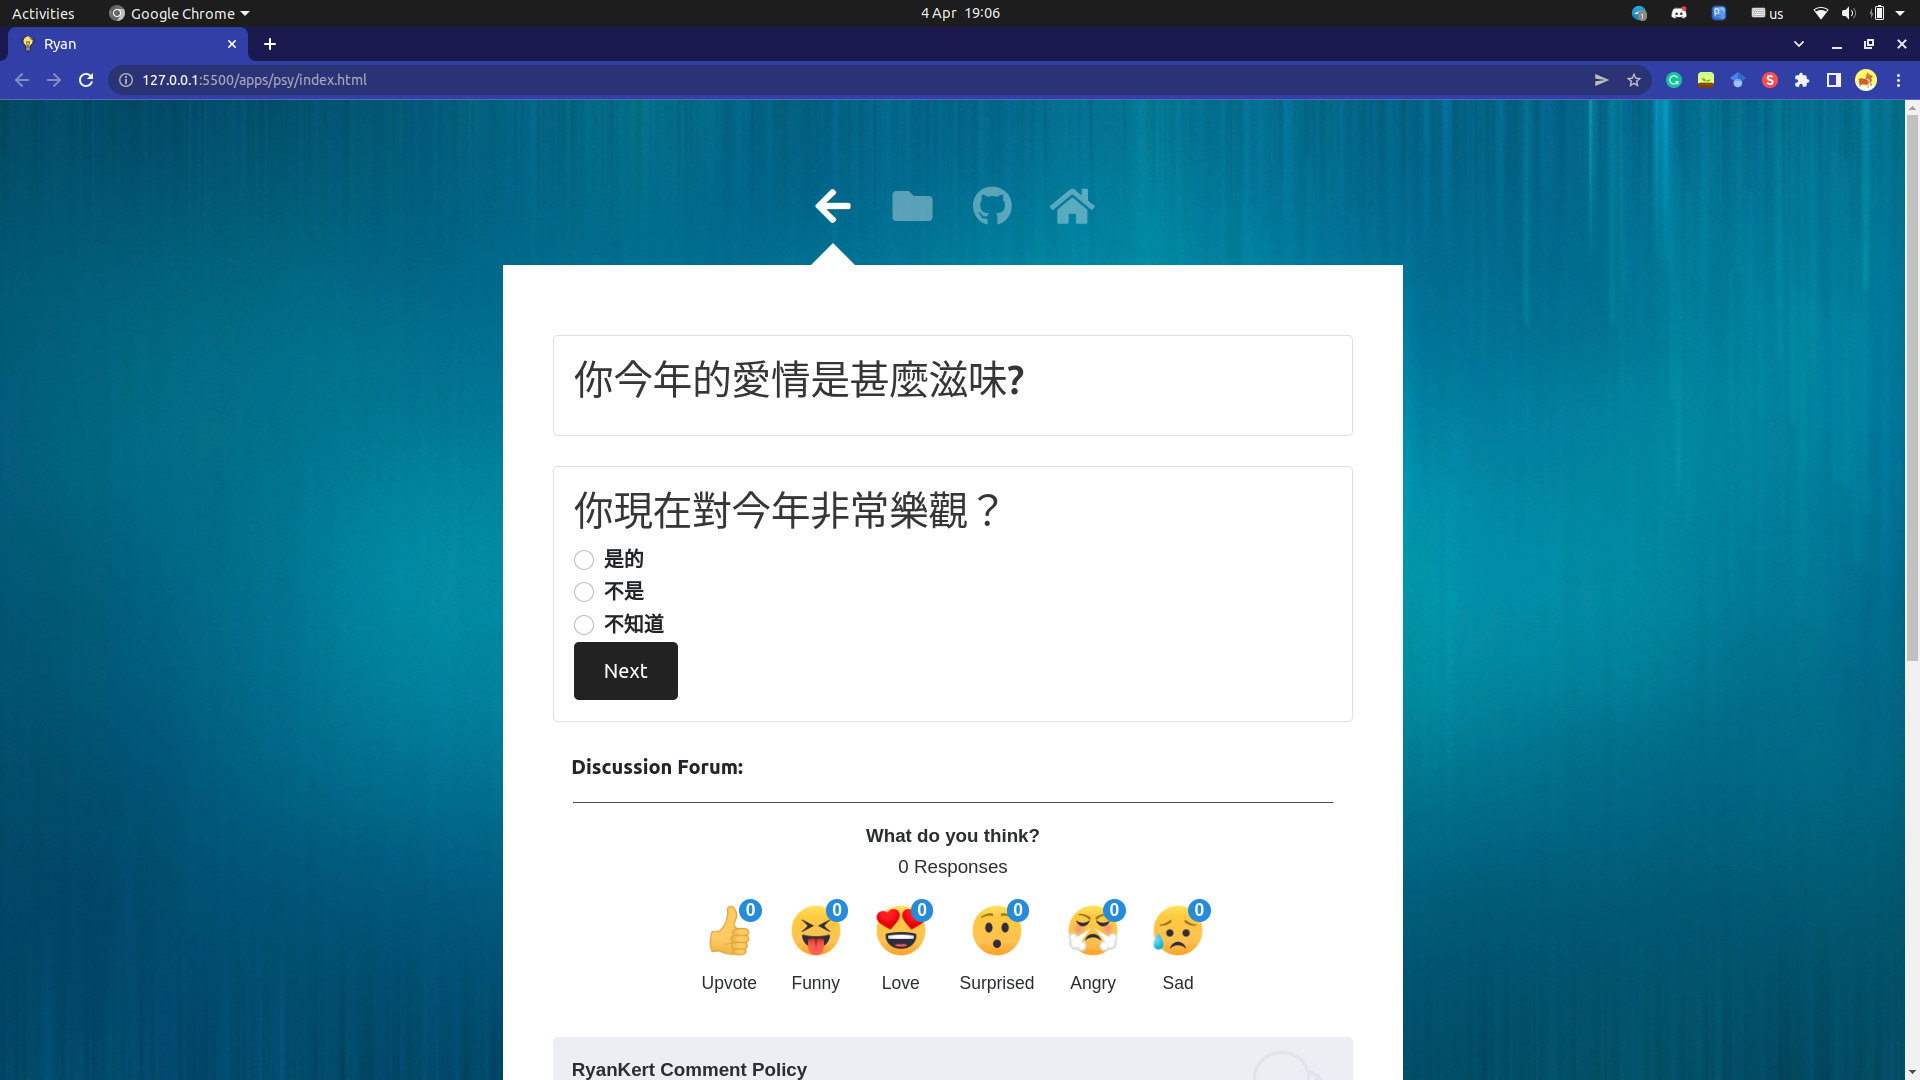 Activities
Google Chrome
4 Apr 19:06
us
Ryan
127.0.0.1:5500/apps/psy/index.html
你今年的愛情是甚麼滋味?
你現在對今年非常樂觀？
是的
不是
不知道
Next
Discussion Forum:
What do you think?
0 Responses
0 0 0 0 0 0
Upvote Funny Love Surprised Angry Sad
RyanKert Comment Policy